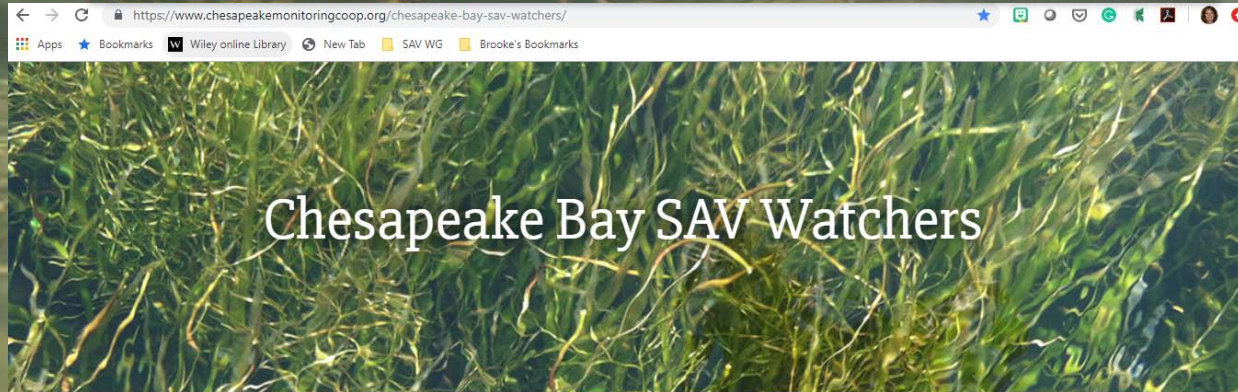 https://www.chesapeakemonitoringcoop.org/chesapeake-bay-sav-watchers/
Apps Bookmarks W Wiley online Library New Tab SAV WG Brooke's Bookmarks
Chesapeake Bay SAV Watchers